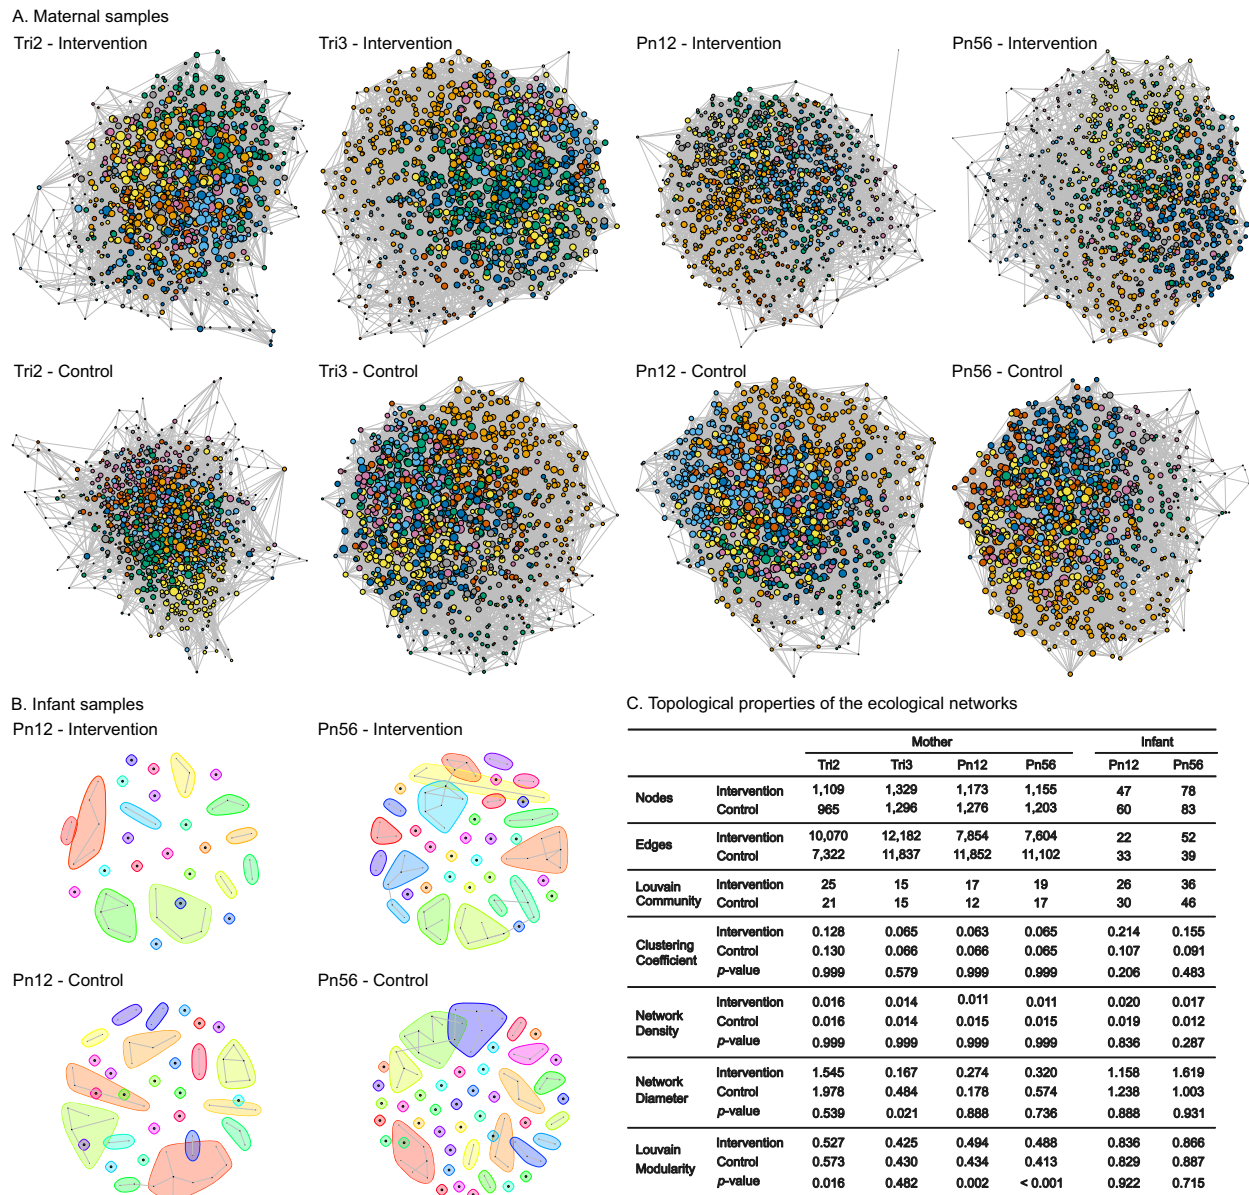 A. Maternal samples
Tri2 - Intervention
Tri3 - Intervention
Pn12 - Intervention
Pn56 - Intervention
Tri2 - Control
Tri3 - Control
Pn12 - Control
Pn56 - Control
B. Infant samples
Pn12 - Intervention
Pn56 - Intervention
Pn12 - Control
Pn56 - Control
C. Topological properties of the ecological networks
Mother Infant
Tri2 Tri3 Pn12 Pn56 Pn12 Pn56
Nodes Intervention 1,109 1,329 1,173 1,155 47 78
Control 965 1,296 1,276 1,203 60 83
Edges Intervention 10,070 12,182 7,854 7,604 22 52
Control 7,322 11,837 11,852 11,102 33 39
Louvain Community Intervention 25 15 17 19 26 36
Control 21 15 12 17 30 46
Clustering Coefficient Intervention 0.128 0.065 0.063 0.065 0.214 0.155
Control 0.130 0.066 0.066 0.065 0.107 0.091
p-value 0.999 0.579 0.999 0.999 0.206 0.483
Network Density Intervention 0.016 0.014 0.011 0.011 0.020 0.017
Control 0.016 0.014 0.015 0.015 0.019 0.012
p-value 0.999 0.999 0.999 0.999 0.836 0.287
Network Diameter Intervention 1.545 0.167 0.274 0.320 1.158 1.619
Control 1.978 0.484 0.178 0.574 1.238 1.003
p-value 0.539 0.021 0.888 0.736 0.888 0.931
Louvain Modularity Intervention 0.527 0.425 0.494 0.488 0.836 0.866
Control 0.573 0.430 0.434 0.413 0.829 0.887
p-value 0.016 0.482 0.002 < 0.001 0.922 0.715